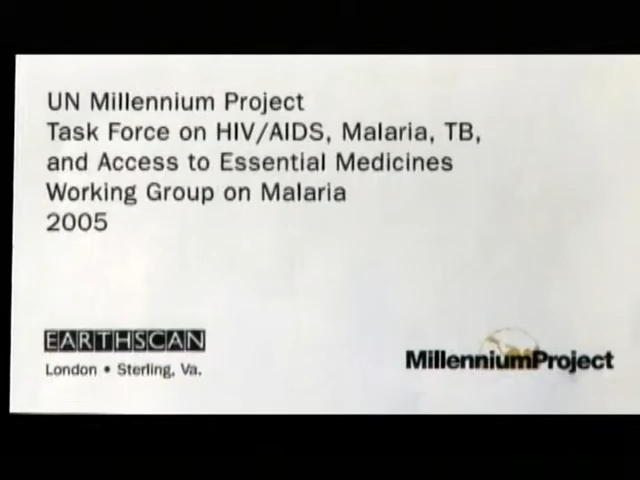 UN Millennium Project
Task Force on HIV/AIDS, Malaria, TB,
and Access to Essential Medicines
Working Group on Malaria
2005
EARTHSCAN
London • Sterling, Va.
MillenniumProject